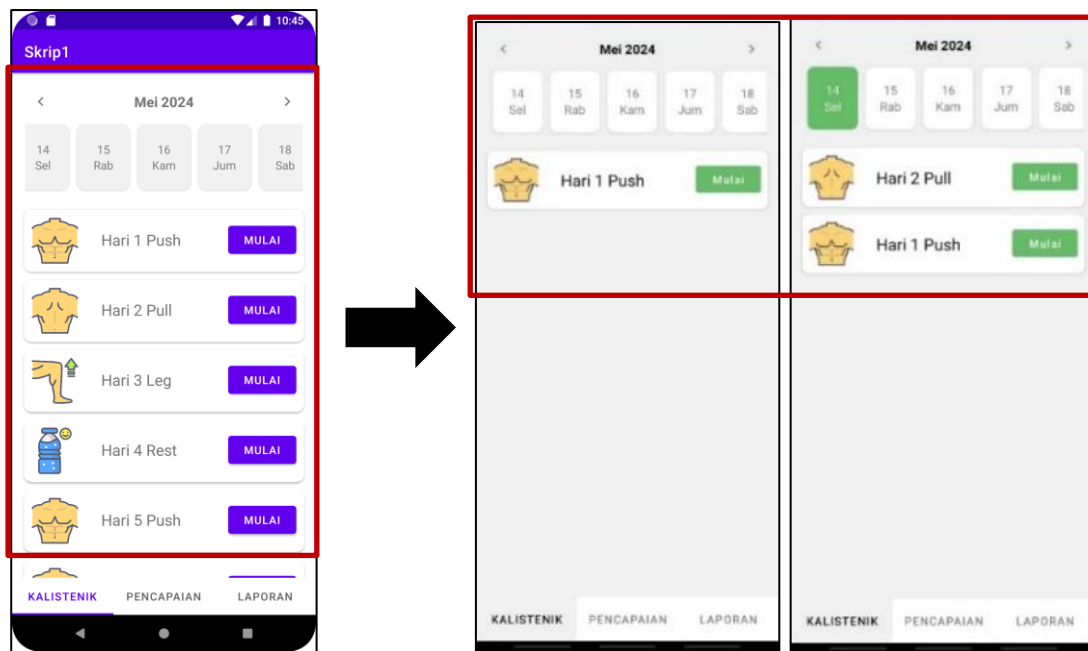 10:45
Skrip1
< Mei 2024 >
14 15 16 17 18
Sel Rab Kam Jum Sab
Hari 1 Push MULAI
Hari 2 Pull MULAI
Hari 3 Leg MULAI
Hari 4 Rest MULAI
Hari 5 Push MULAI
KALISTENIK PENCAPAIAN LAPORAN
< Mei 2024 >
14 15 16 17 18
Sel Rab Kam Jum Sab
Hari 1 Push Mulai
KALISTENIK PENCAPAIAN LAPORAN
< Mei 2024 >
14 15 16 17 18
Sel Rab Kam Jum Sab
Hari 2 Pull Mulai
Hari 1 Push Mulai
KALISTENIK PENCAPAIAN LAPORAN